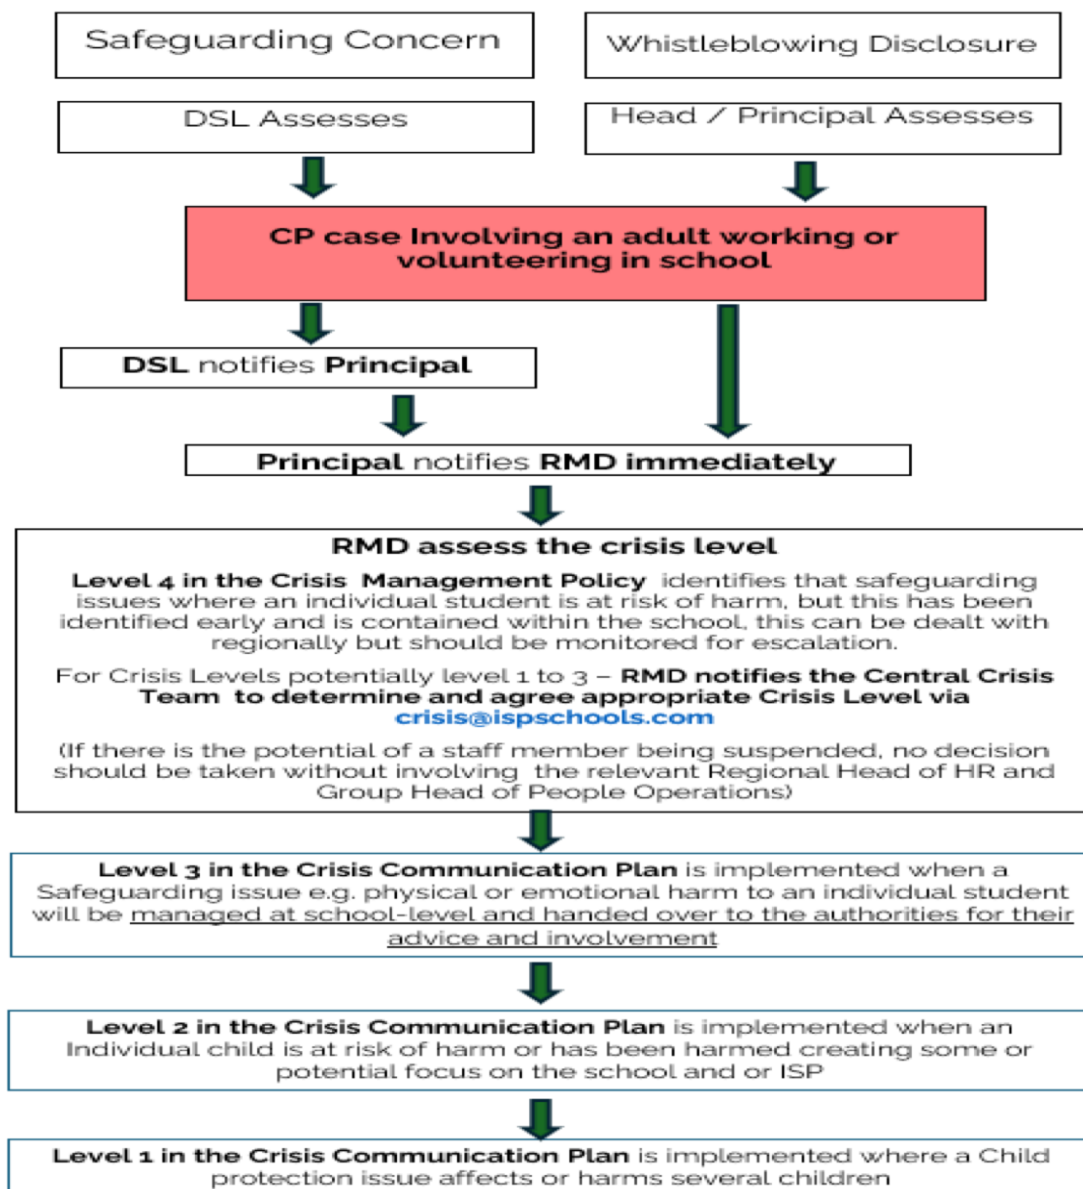 Safeguarding Concern
Whistleblowing Disclosure
DSL Assesses
Head / Principal Assesses
CP case Involving an adult working or
volunteering in school
DSL notifies Principal
Principal notifies RMD immediately
RMD assess the crisis level
Level 4 in the Crisis Management Policy identifies that safeguarding
issues where an individual student is at risk of harm, but this has been
identified early and is contained within the school, this can be dealt with
regionally but should be monitored for escalation.
For Crisis Levels potentially level 1 to 3 – RMD notifies the Central Crisis
Team to determine and agree appropriate Crisis Level via
crisis@ispschools.com
(If there is the potential of a staff member being suspended, no decision
should be taken without involving the relevant Regional Head of HR and
Group Head of People Operations)
Level 3 in the Crisis Communication Plan is implemented when a
Safeguarding issue e.g. physical or emotional harm to an individual student
will be managed at school-level and handed over to the authorities for their
advice and involvement
Level 2 in the Crisis Communication Plan is implemented when an
Individual child is at risk of harm or has been harmed creating some or
potential focus on the school and or ISP
Level 1 in the Crisis Communication Plan is implemented where a Child
protection issue affects or harms several children